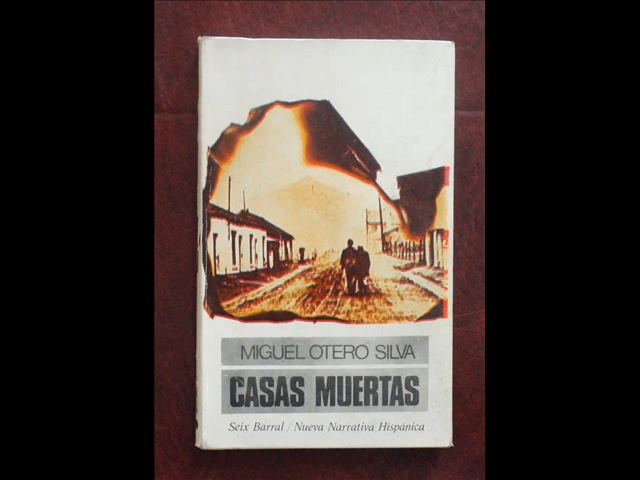 MIGUEL OTERO SILVA
CASAS MUERTAS
Seix Barral / Nueva Narrativa Hispánica